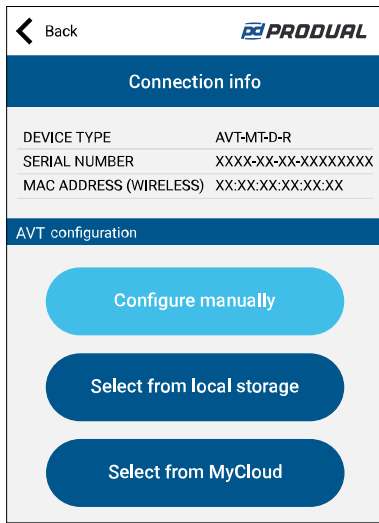 Back
pd PRODUAL
Connection info
DEVICE TYPE AVT-MT-D-R
SERIAL NUMBER XXXX-XX-XX-XXXXXXXX
MAC ADDRESS (WIRELESS) XX:XX:XX:XX:XX:XX
AVT configuration
Configure manually
Select from local storage
Select from MyCloud